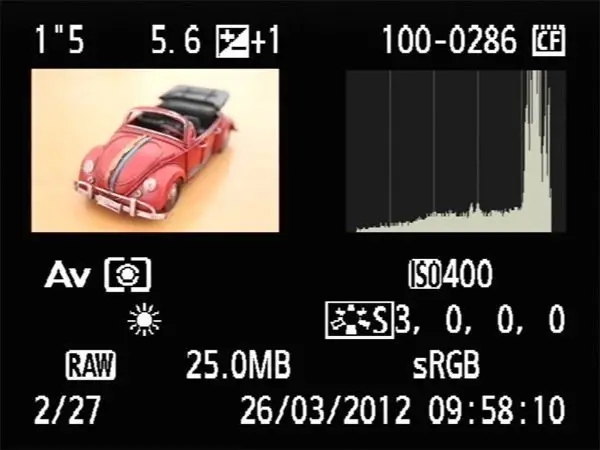 1"5 5.6 +1 100-0286 CF
Av ISO400
S 3, 0, 0, 0
RAW 25.0MB sRGB
2/27 26/03/2012 09:58:10